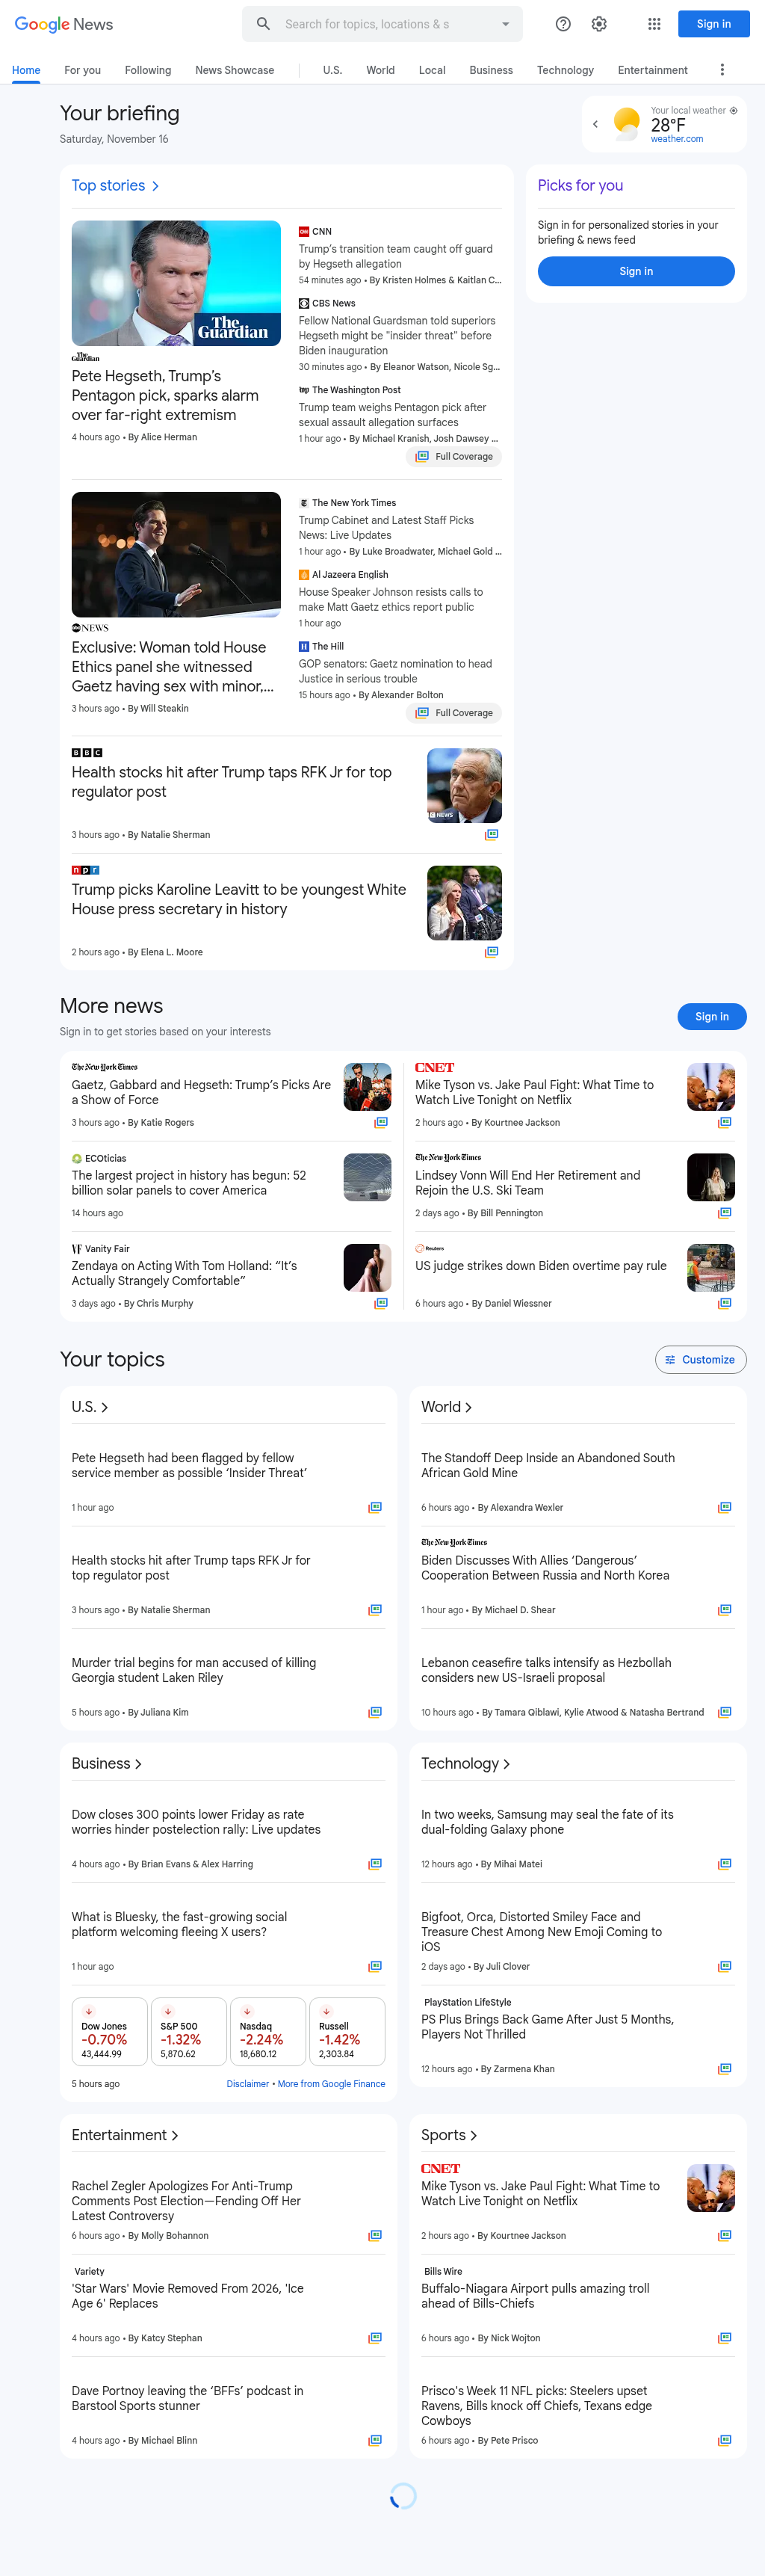 Google News
Search for topics, locations & s
Sign in
Home
For you
Following
News Showcase
U.S.
World
Local
Business
Technology
Entertainment
Your briefing
Saturday, November 16
Your local weather
28°F
weather.com
Top stories
The
Guardian
The
Guardian
Pete Hegseth, Trump’s
Pentagon pick, sparks alarm
over far-right extremism
4 hours ago • By Alice Herman
CNN
CNN
Trump’s transition team caught off guard
by Hegseth allegation
54 minutes ago • By Kristen Holmes & Kaitlan C...
CBS News
Fellow National Guardsman told superiors
Hegseth might be "insider threat" before
Biden inauguration
30 minutes ago • By Eleanor Watson, Nicole Sg...
wp The Washington Post
Trump team weighs Pentagon pick after
sexual assault allegation surfaces
1 hour ago • By Michael Kranish, Josh Dawsey ...
Full Coverage
Picks for you
Sign in for personalized stories in your
briefing & news feed
Sign in
abc NEWS
Exclusive: Woman told House
Ethics panel she witnessed
Gaetz having sex with minor,...
3 hours ago • By Will Steakin
The New York Times
Trump Cabinet and Latest Staff Picks
News: Live Updates
1 hour ago • By Luke Broadwater, Michael Gold ...
Al Jazeera English
House Speaker Johnson resists calls to
make Matt Gaetz ethics report public
1 hour ago
The Hill
GOP senators: Gaetz nomination to head
Justice in serious trouble
15 hours ago • By Alexander Bolton
Full Coverage
BBC
Health stocks hit after Trump taps RFK Jr for top
regulator post
3 hours ago • By Natalie Sherman
BBC NEWS
npr
Trump picks Karoline Leavitt to be youngest White
House press secretary in history
2 hours ago • By Elena L. Moore
More news
Sign in to get stories based on your interests
Sign in
The New York Times
Gaetz, Gabbard and Hegseth: Trump’s Picks Are
a Show of Force
3 hours ago • By Katie Rogers
ECOticias
The largest project in history has begun: 52
billion solar panels to cover America
14 hours ago
VF Vanity Fair
Zendaya on Acting With Tom Holland: “It’s
Actually Strangely Comfortable”
3 days ago • By Chris Murphy
CNET
Mike Tyson vs. Jake Paul Fight: What Time to
Watch Live Tonight on Netflix
2 hours ago • By Kourtnee Jackson
The New York Times
Lindsey Vonn Will End Her Retirement and
Rejoin the U.S. Ski Team
2 days ago • By Bill Pennington
Reuters
US judge strikes down Biden overtime pay rule
6 hours ago • By Daniel Wiessner
Your topics
Customize
U.S.
Pete Hegseth had been flagged by fellow
service member as possible ‘Insider Threat’
1 hour ago
Health stocks hit after Trump taps RFK Jr for
top regulator post
3 hours ago • By Natalie Sherman
Murder trial begins for man accused of killing
Georgia student Laken Riley
5 hours ago • By Juliana Kim
World
The Standoff Deep Inside an Abandoned South
African Gold Mine
6 hours ago • By Alexandra Wexler
The New York Times
Biden Discusses With Allies ‘Dangerous’
Cooperation Between Russia and North Korea
1 hour ago • By Michael D. Shear
Lebanon ceasefire talks intensify as Hezbollah
considers new US-Israeli proposal
10 hours ago • By Tamara Qiblawi, Kylie Atwood & Natasha Bertrand
Business
Dow closes 300 points lower Friday as rate
worries hinder postelection rally: Live updates
4 hours ago • By Brian Evans & Alex Harring
What is Bluesky, the fast-growing social
platform welcoming fleeing X users?
1 hour ago
Dow Jones
-0.70%
43,444.99
S&P 500
-1.32%
5,870.62
Nasdaq
-2.24%
18,680.12
Russell
-1.42%
2,303.84
5 hours ago
Disclaimer • More from Google Finance
Technology
In two weeks, Samsung may seal the fate of its
dual-folding Galaxy phone
12 hours ago • By Mihai Matei
Bigfoot, Orca, Distorted Smiley Face and
Treasure Chest Among New Emoji Coming to
iOS
2 days ago • By Juli Clover
PlayStation LifeStyle
PS Plus Brings Back Game After Just 5 Months,
Players Not Thrilled
12 hours ago • By Zarmena Khan
Entertainment
Rachel Zegler Apologizes For Anti-Trump
Comments Post Election—Fending Off Her
Latest Controversy
6 hours ago • By Molly Bohannon
Variety
'Star Wars' Movie Removed From 2026, 'Ice
Age 6' Replaces
4 hours ago • By Katcy Stephan
Dave Portnoy leaving the ‘BFFs’ podcast in
Barstool Sports stunner
4 hours ago • By Michael Blinn
Sports
CNET
Mike Tyson vs. Jake Paul Fight: What Time to
Watch Live Tonight on Netflix
2 hours ago • By Kourtnee Jackson
Bills Wire
Buffalo-Niagara Airport pulls amazing troll
ahead of Bills-Chiefs
6 hours ago • By Nick Wojton
Prisco's Week 11 NFL picks: Steelers upset
Ravens, Bills knock off Chiefs, Texans edge
Cowboys
6 hours ago • By Pete Prisco